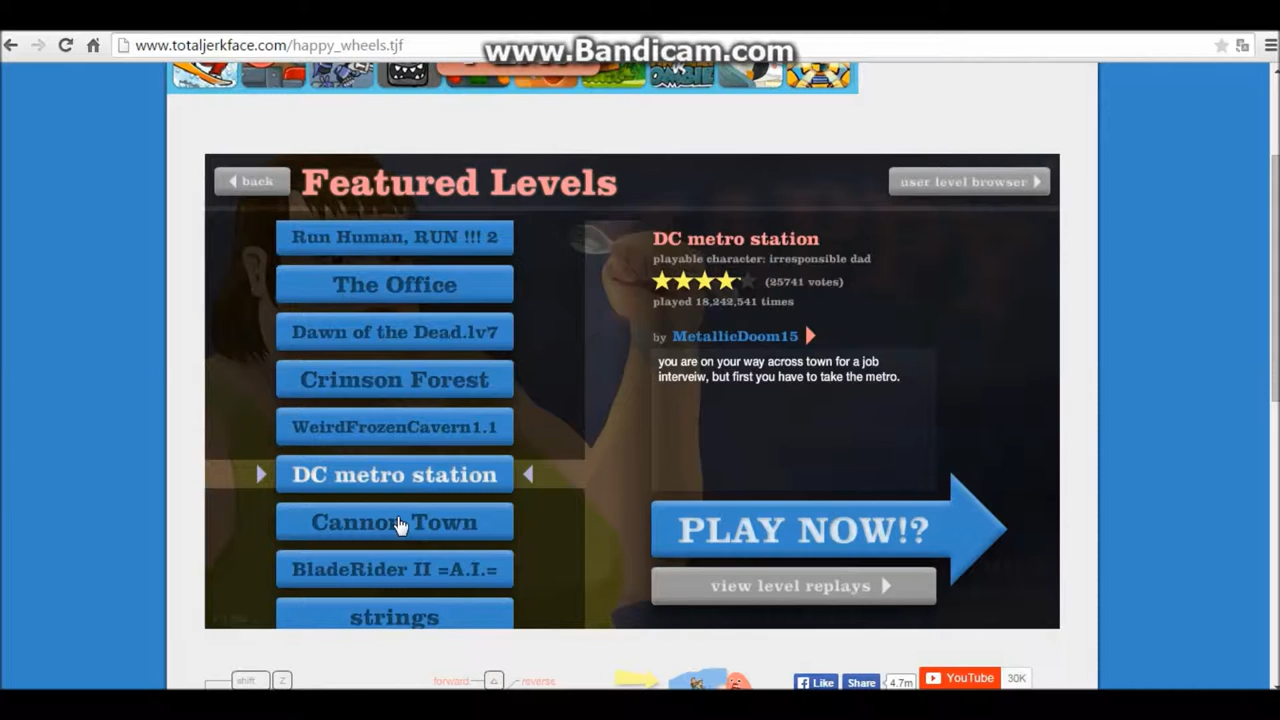 www.totaljerkface.com/happy_wheels.tjf
www.Bandicam.com
back
Featured Levels
user level browser
Run Human, RUN !!! 2
The Office
Dawn of the Dead.lv7
Crimson Forest
WeirdFrozenCavern1.1
DC metro station
Cannon Town
BladeRider II =A.I.=
strings
DC metro station
playable character: irresponsible dad
(25741 votes)
played 18,242,541 times
by MetallicDoom15
you are on your way across town for a job
interveiw, but first you have to take the metro.
PLAY NOW!?
view level replays
shift Z
forward reverse
Like Share 4.7m YouTube 30K